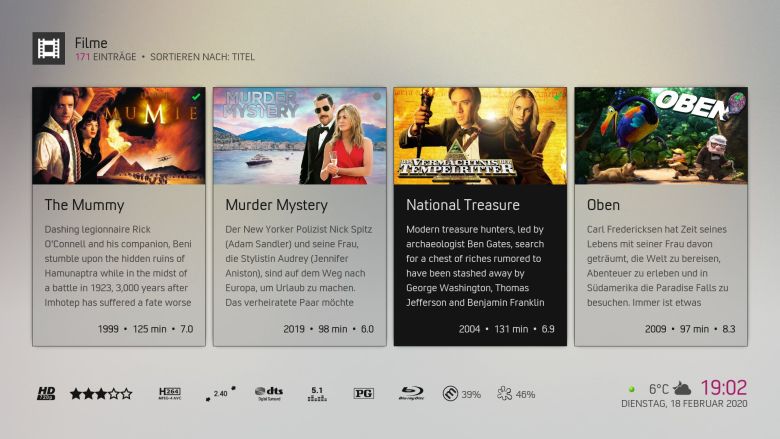 Filme
171 EINTRÄGE • SORTIEREN NACH: TITEL
MUMIE
MURDER
MYSTERY
DAS
VERMÄCHTNIS DER
TEMPELRITTER
OBEN
The Mummy
Dashing legionnaire Rick
O'Connell and his companion, Beni
stumble upon the hidden ruins of
Hamunaptra while in the midst of
a battle in 1923, 3,000 years after
Imhotep has suffered a fate worse
1999 • 125 min • 7.0
Murder Mystery
Der New Yorker Polizist Nick Spitz
(Adam Sandler) und seine Frau,
die Stylistin Audrey (Jennifer
Aniston), sind auf dem Weg nach
Europa, um Urlaub zu machen.
Das verheiratete Paar möchte
2019 • 98 min • 6.0
National Treasure
Modern treasure hunters, led by
archaeologist Ben Gates, search
for a chest of riches rumored to
have been stashed away by
George Washington, Thomas
Jefferson and Benjamin Franklin
2004 • 131 min • 6.9
Oben
Carl Fredericksen hat Zeit seines
Lebens mit seiner Frau davon
geträumt, die Welt zu bereisen,
Abenteuer zu erleben und in
Südamerika die Paradise Falls zu
besuchen. Immer ist etwas
2009 • 97 min • 8.3
HD
720p
H264
MPEG-4 AVC
2.40
dts
Digital Surround
5.1
PG
Blu-ray Disc
39%
46%
6°C
19:02
DIENSTAG, 18 FEBRUAR 2020